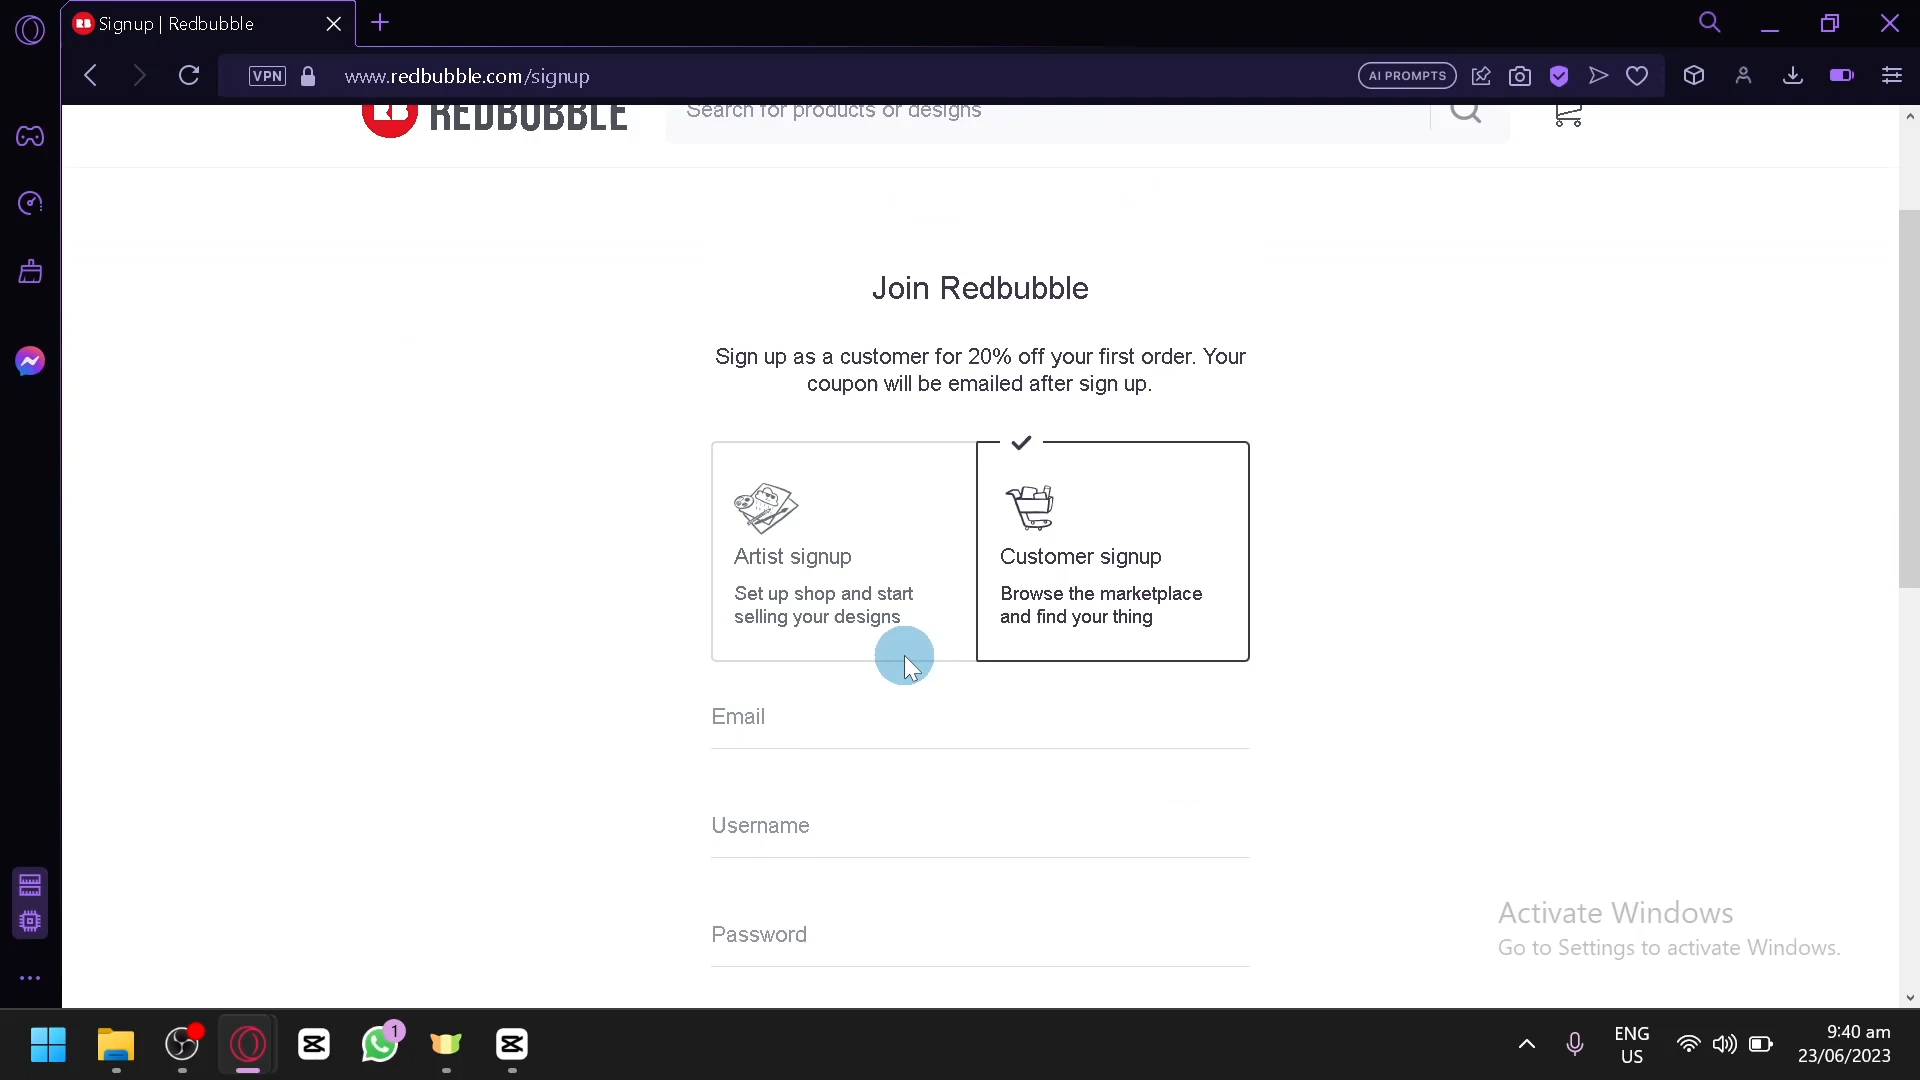 Signup | Redbubble
VPN
www.redbubble.com/signup
AI PROMPTS
REDBUBBLE
Search for products or designs
Join Redbubble
Sign up as a customer for 20% off your first order. Your
coupon will be emailed after sign up.
Artist signup
Set up shop and start
selling your designs
Customer signup
Browse the marketplace
and find your thing
Email
Username
Password
Activate Windows
Go to Settings to activate Windows.
1
ENG
US
9:40 am
23/06/2023